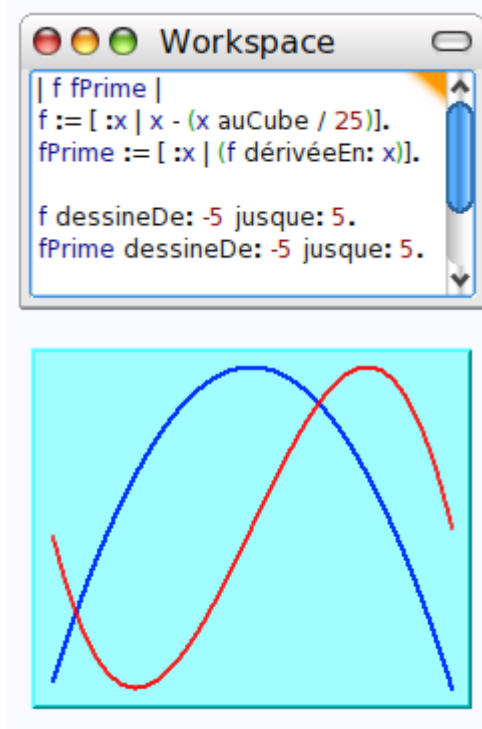 Workspace
| f fPrime |
f := [ :x | x - (x auCube / 25)].
fPrime := [ :x | (f dérivéeEn: x)].
f dessineDe: -5 jusque: 5.
fPrime dessineDe: -5 jusque: 5.